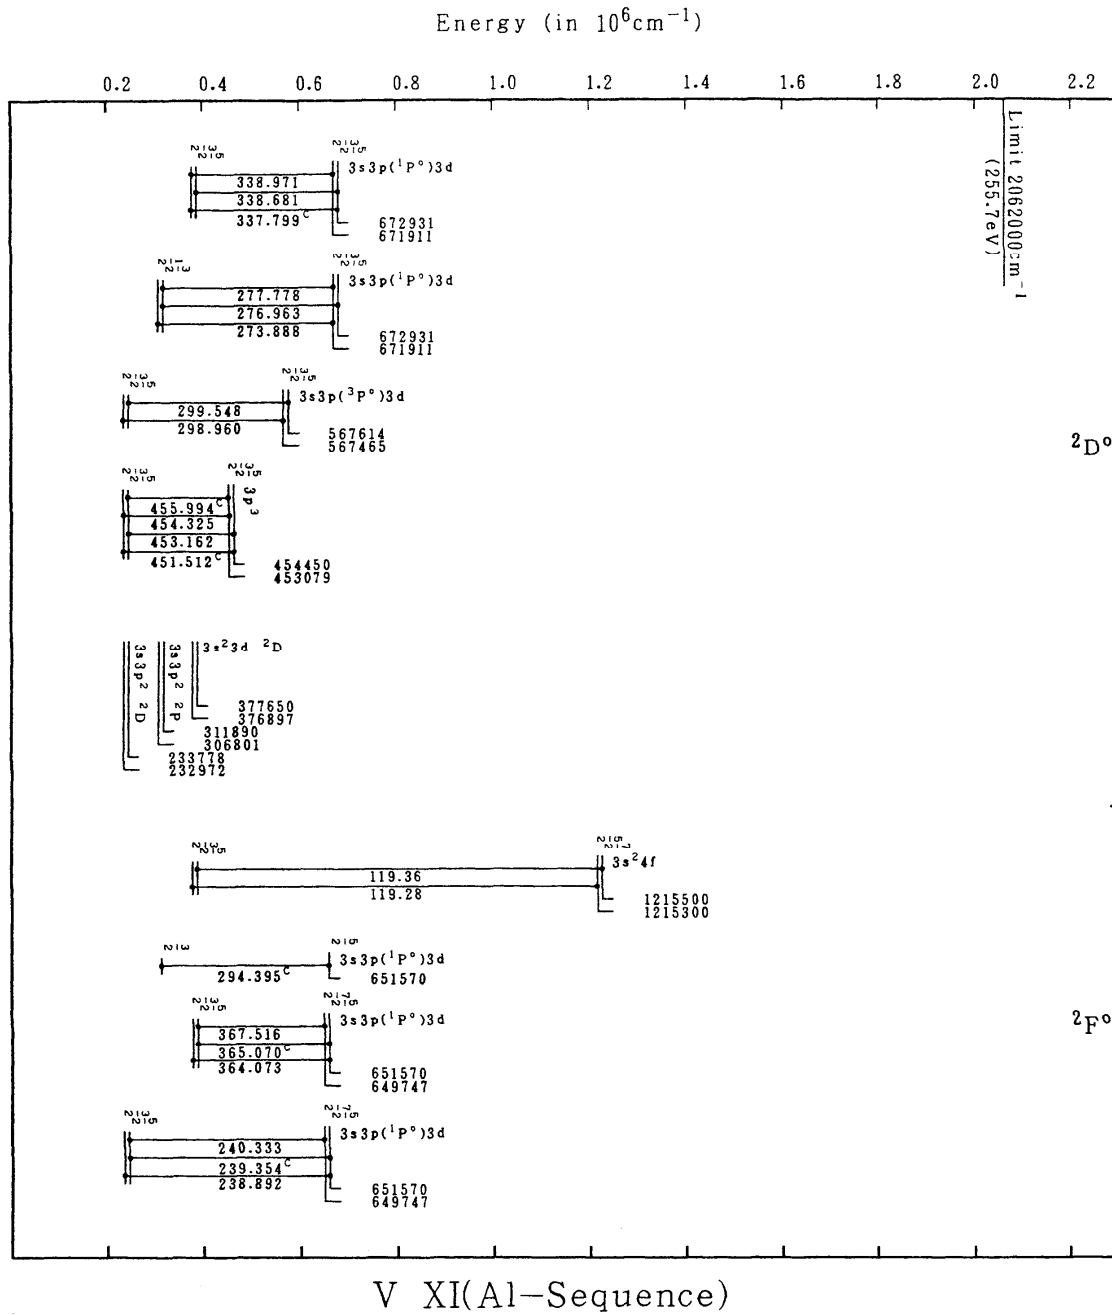 Energy (in 10⁶cm⁻¹)
0.2 0.4 0.6 0.8 1.0 1.2 1.4 1.6 1.8 2.0 2.2
Limit 2062000cm⁻¹
(255.7eV)
3s3p(¹P°)3d
338.971
338.681
337.799ᶜ
672931
671911
3s3p(¹P°)3d
277.778
276.963
273.888
672931
671911
3s3p(³P°)3d
299.548
298.960
567614
567465
²D°
3p³
455.994ᶜ
454.325
453.162
451.512ᶜ
454450
453079
3s3p² ²D
3s3p² ²P
3s²3d ²D
377650
376897
311890
306801
233778
232972
3s²4f
119.36
119.28
1215500
1215300
3s3p(¹P°)3d
294.395ᶜ
651570
3s3p(¹P°)3d
367.516
365.070ᶜ
364.073
651570
649747
²F°
3s3p(¹P°)3d
240.333
239.354ᶜ
238.892
651570
649747
V XI(Al-Sequence)